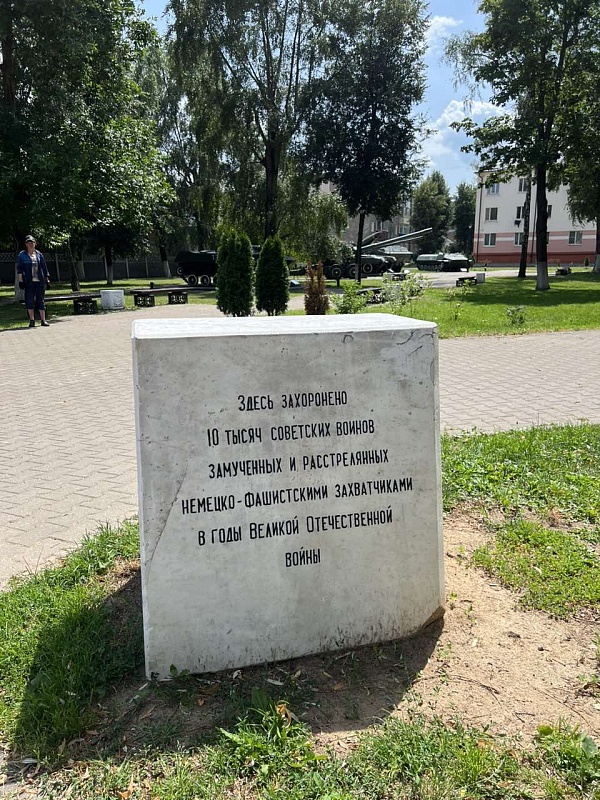 Здесь захоронено
10 тысяч советских воинов
замученных и расстрелянных
немецко-фашистскими захватчиками
в годы Великой Отечественной
войны